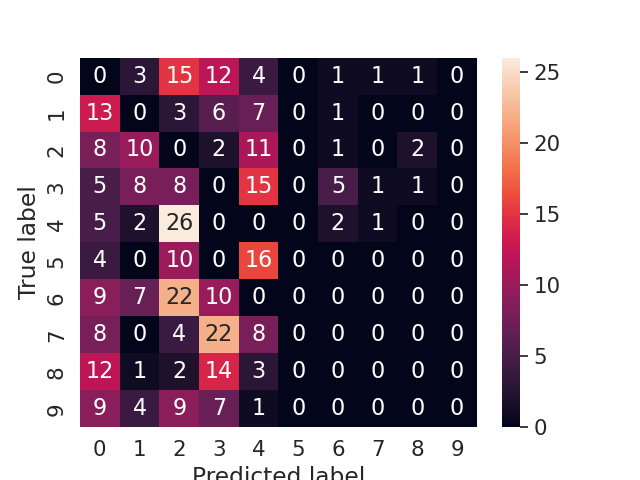 0 0 3 15 12 4 0 1 1 1 0
1 13 0 3 6 7 0 1 0 0 0
2 8 10 0 2 11 0 1 0 2 0
3 5 8 8 0 15 0 5 1 1 0
4 5 2 26 0 0 0 2 1 0 0
5 4 0 10 0 16 0 0 0 0 0
6 9 7 22 10 0 0 0 0 0 0
7 8 0 4 22 8 0 0 0 0 0
8 12 1 2 14 3 0 0 0 0 0
9 9 4 9 7 1 0 0 0 0 0
0 1 2 3 4 5 6 7 8 9
Predicted label
True label
25
20
15
10
5
0